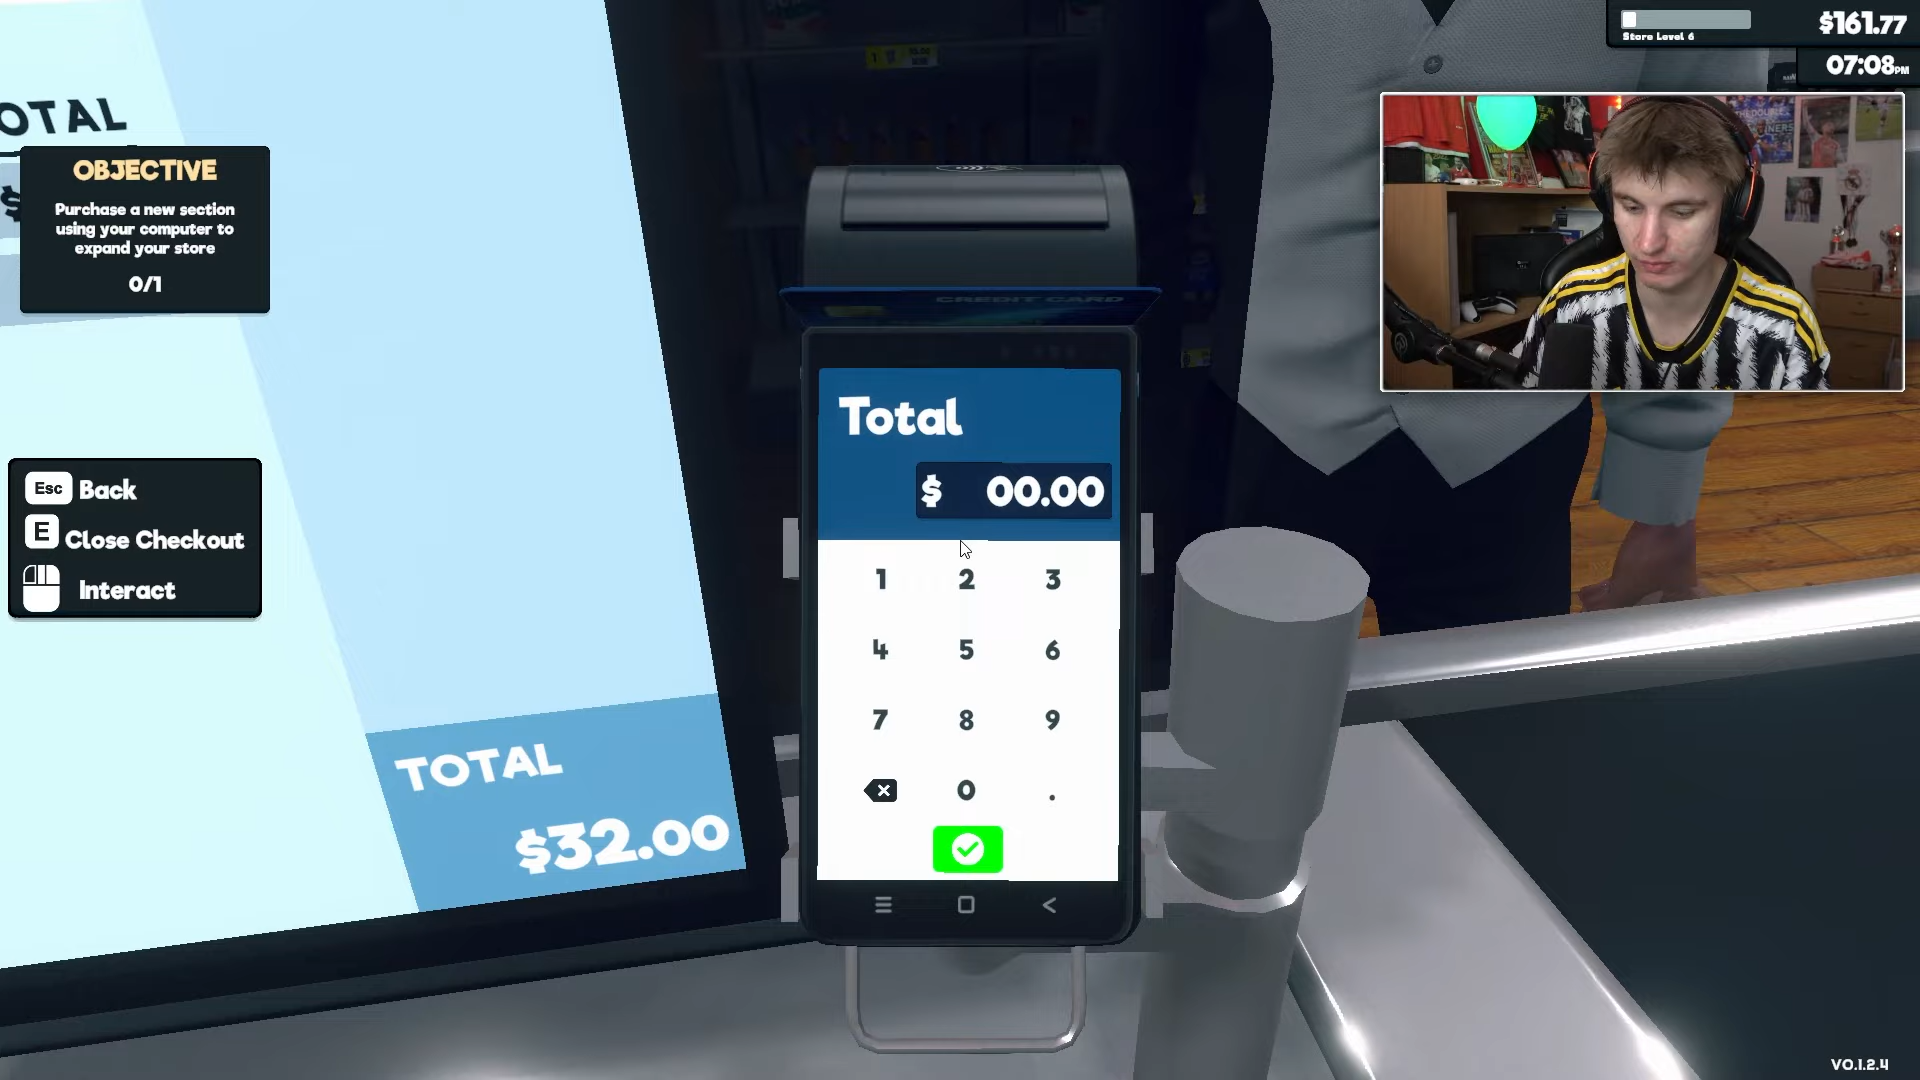 $161.77
Store Level 6
07:08PM
OTAL
$
OBJECTIVE
Purchase a new section
using your computer to
expand your store
0/1
Esc Back
E Close Checkout
Interact
CREDIT CARD
Total
$ 00.00
1 2 3
4 5 6
7 8 9
0 .
TOTAL
$32.00
V0.1.2.4